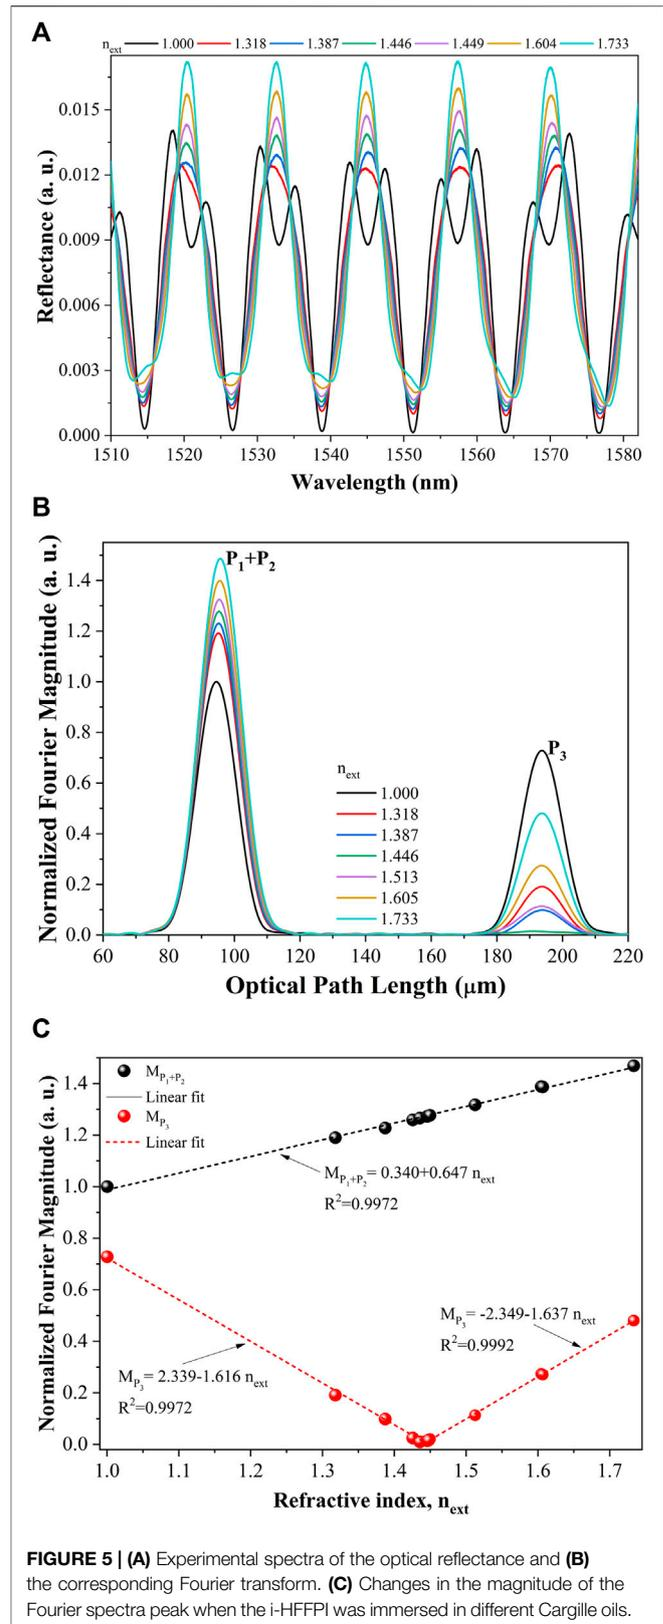 A
n_ext 1.000 1.318 1.387 1.446 1.449 1.604 1.733
Reflectance (a. u.)
0.015
0.012
0.009
0.006
0.003
0.000
1510 1520 1530 1540 1550 1560 1570 1580
Wavelength (nm)
B
Normalized Fourier Magnitude (a. u.)
1.4
1.2
1.0
0.8
0.6
0.4
0.2
0.0
P₁+P₂
P₃
n_ext
1.000
1.318
1.387
1.446
1.513
1.605
1.733
60 80 100 120 140 160 180 200 220
Optical Path Length (μm)
C
Normalized Fourier Magnitude (a. u.)
1.4
1.2
1.0
0.8
0.6
0.4
0.2
0.0
M_P₁+P₂
Linear fit
M_P₃
Linear fit
M_P₁+P₂ = 0.340+0.647 n_ext
R²=0.9972
M_P₃= -2.349-1.637 n_ext
R²=0.9992
M_P₃= 2.339-1.616 n_ext
R²=0.9972
1.0 1.1 1.2 1.3 1.4 1.5 1.6 1.7
Refractive index, n_ext
FIGURE 5 | (A) Experimental spectra of the optical reflectance and (B)
the corresponding Fourier transform. (C) Changes in the magnitude of the
Fourier spectra peak when the i-HFFPI was immersed in different Cargille oils.